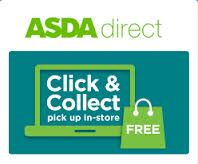 ASDA direct
Click &
Collect
pick up in-store
FREE